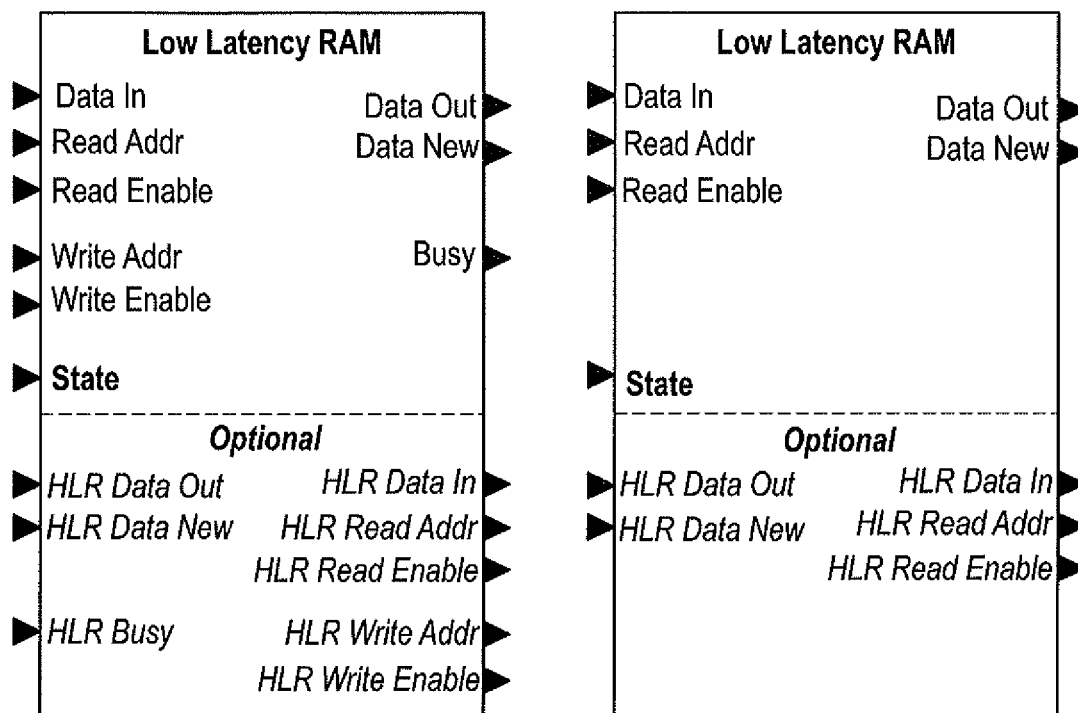 Low Latency RAM
Data In
Data Out
Read Addr
Data New
Read Enable
Write Addr
Busy
Write Enable
State
Optional
HLR Data Out
HLR Data In
HLR Data New
HLR Read Addr
HLR Read Enable
HLR Busy
HLR Write Addr
HLR Write Enable
Low Latency RAM
Data In
Data Out
Read Addr
Data New
Read Enable
State
Optional
HLR Data Out
HLR Data In
HLR Data New
HLR Read Addr
HLR Read Enable